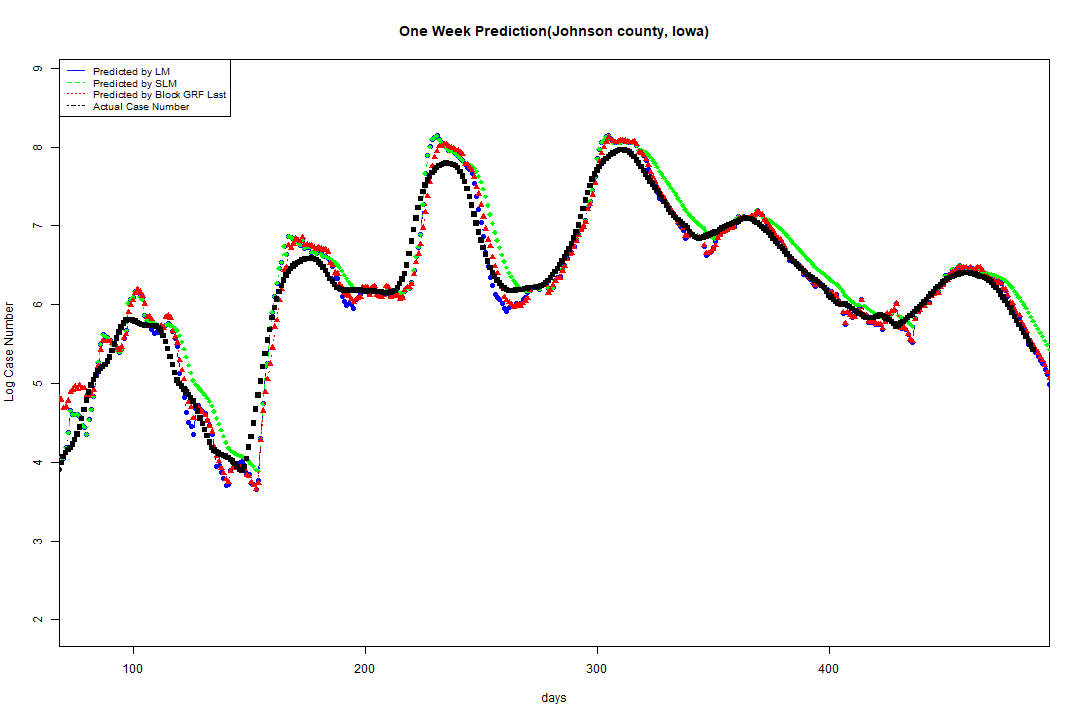 One Week Prediction(Johnson county, Iowa)
Predicted by LM
Predicted by SLM
Predicted by Block GRF Last
Actual Case Number
Log Case Number
9
8
7
6
5
4
3
2
100
200
300
400
days